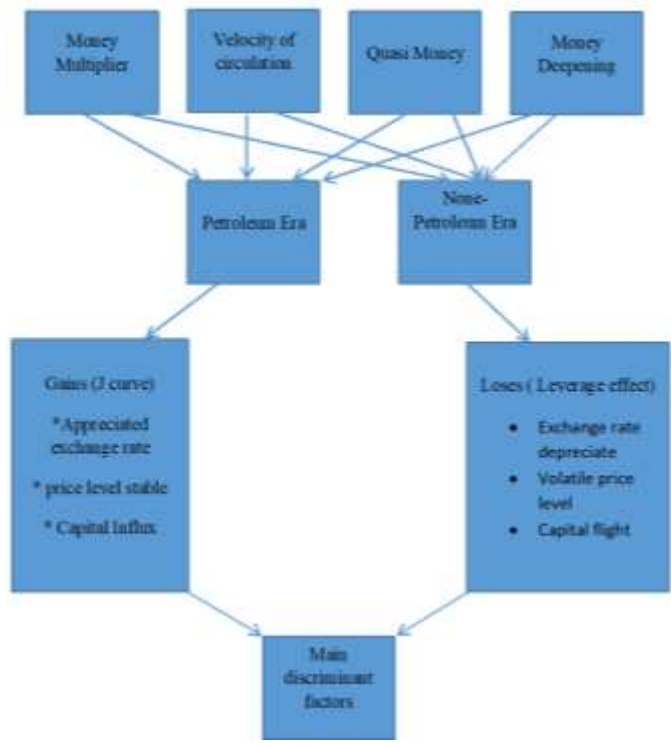 Money
Multiplier
Velocity of
circulation
Quasi Money
Money
Deepening
Petroleum Era
None-
Petroleum Era
Gains (J curve)
*Appreciated
exchange rate
* price level stable
* Capital Influx
Loses ( Leverage effect)
• Exchange rate
depreciate
• Volatile price
level
• Capital flight
Main
discriminant
factors